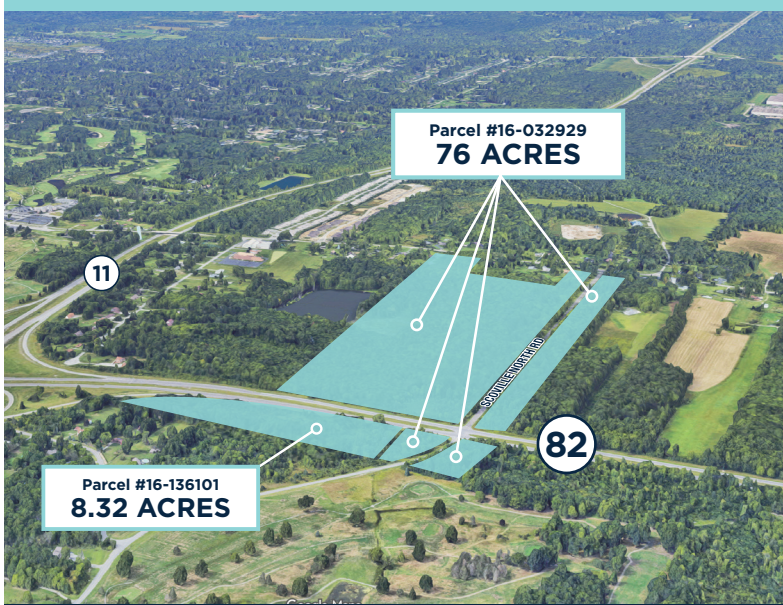 Parcel #16-032929
76 ACRES
11
SCOVILLE NORTH RD
82
Parcel #16-136101
8.32 ACRES